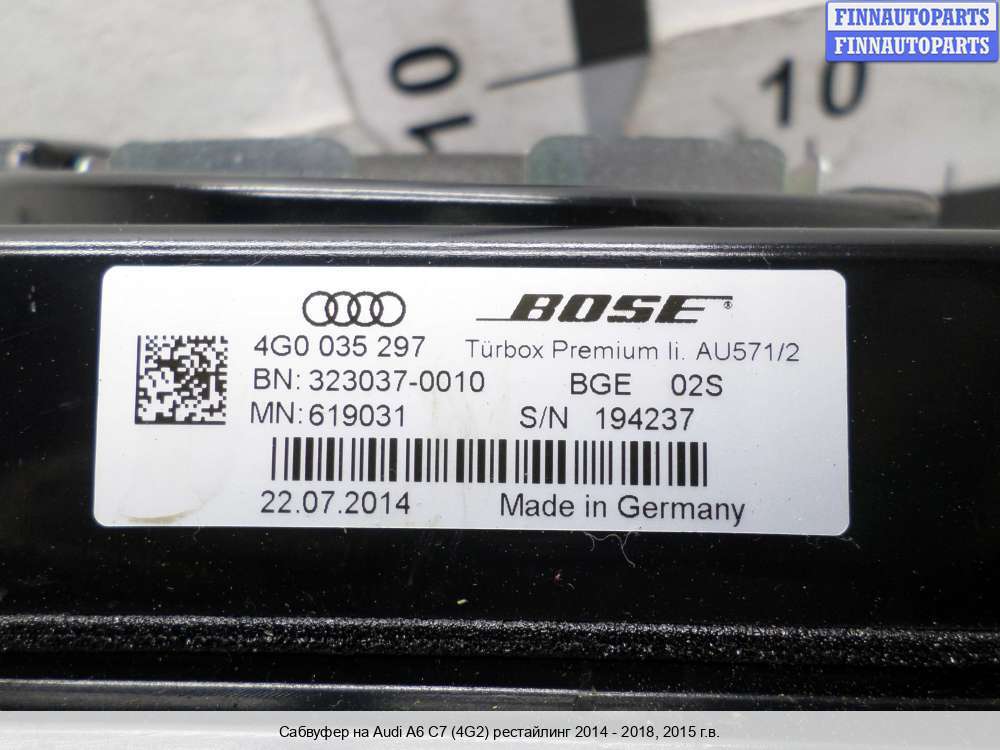 FINNAUTOPARTS
FINNAUTOPARTS
10
10
BOSE®
4G0 035 297 Türbox Premium li. AU571/2
BN: 323037-0010 BGE 02S
MN: 619031 S/N 194237
22.07.2014 Made in Germany
Сабвуфер на Audi A6 C7 (4G2) рестайлинг 2014 - 2018, 2015 г.в.